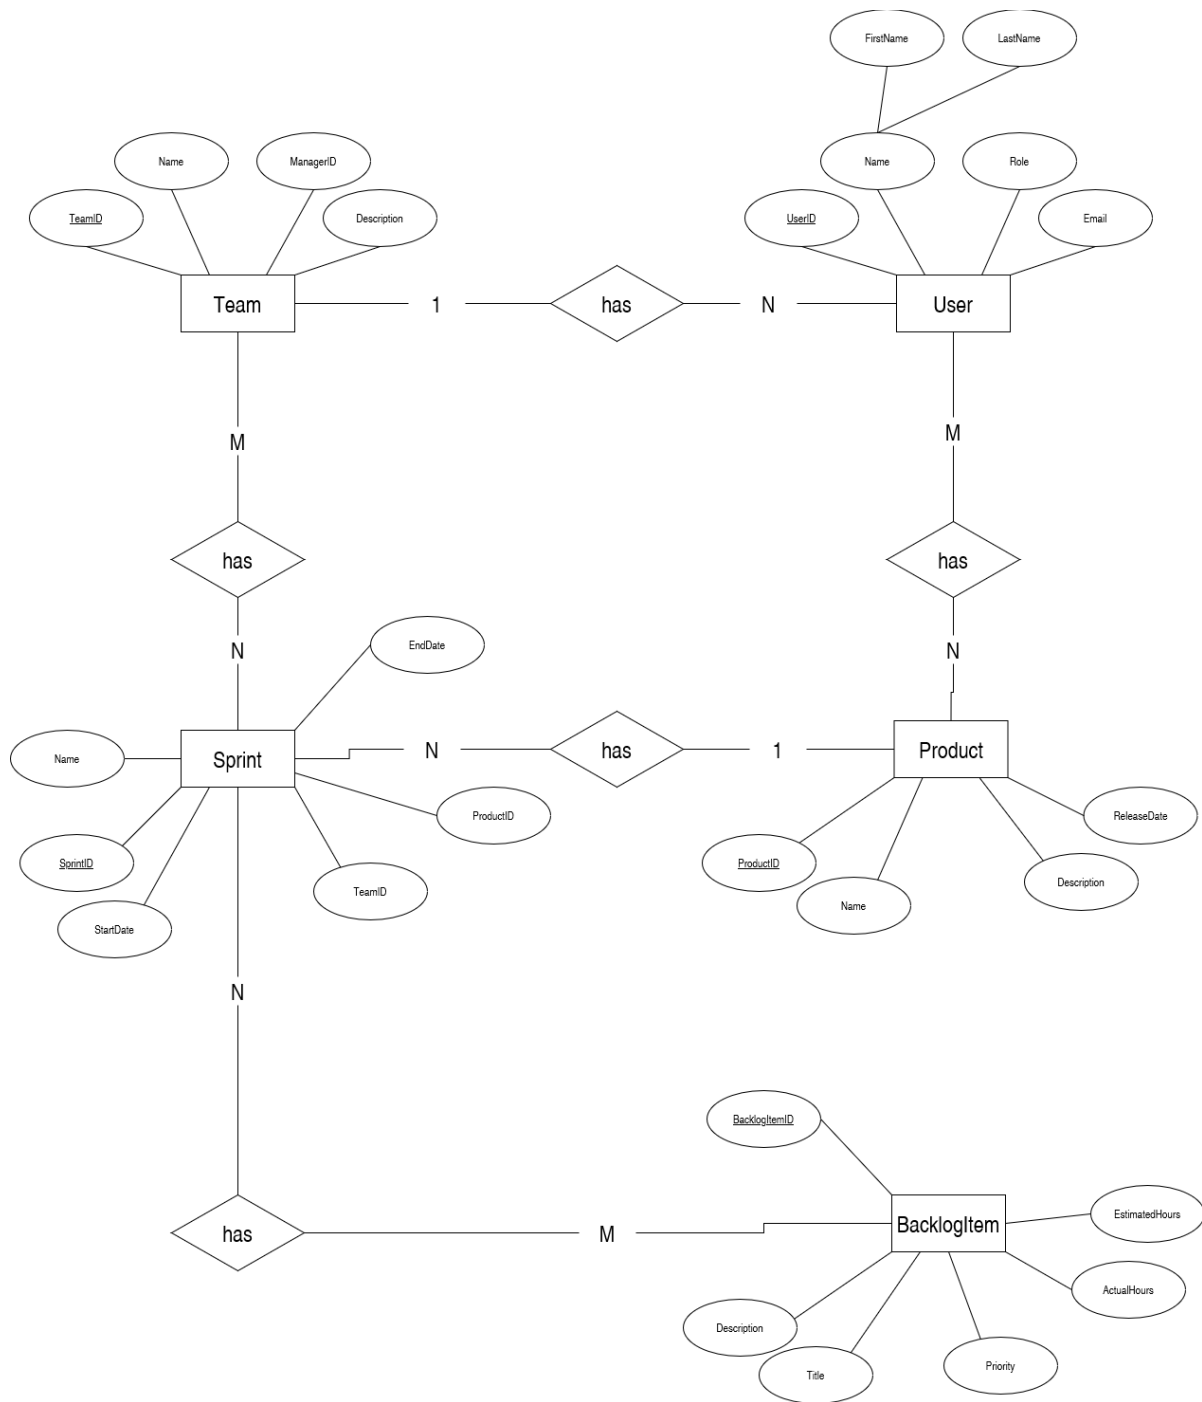 FirstName
LastName
Name
ManagerID
Name
Role
TeamID
Description
UserID
Email
Team
1
has
N
User
M
M
has
has
N
N
EndDate
Name
Sprint
N
has
1
Product
ProductID
ReleaseDate
SprintID
TeamID
ProductID
Description
StartDate
Name
N
BacklogItemID
has
M
BacklogItem
EstimatedHours
ActualHours
Description
Title
Priority